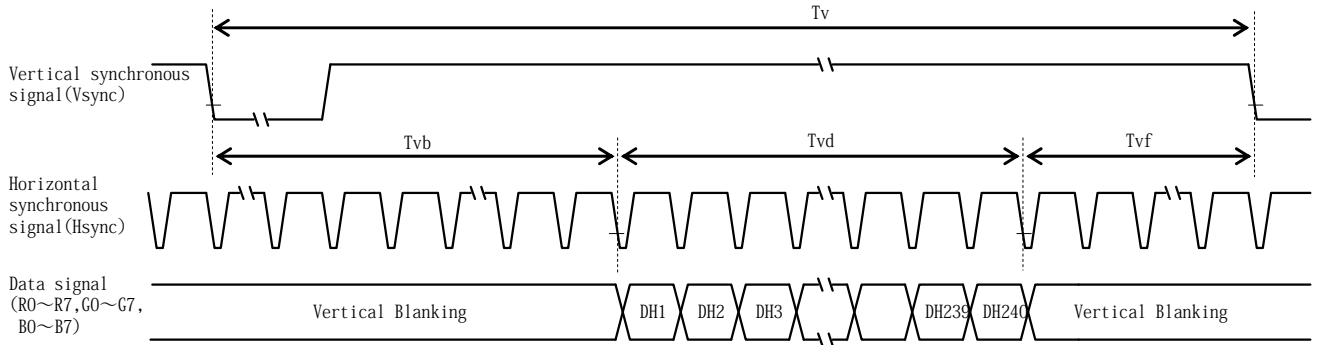 Tv
Vertical synchronous
signal(Vsync)
Tvb
Tvd
Tvf
Horizontal
synchronous
signal(Hsync)
Data signal
(R0～R7,G0～G7,
B0～B7)
Vertical Blanking
DH1
DH2
DH3
DH239
DH240
Vertical Blanking